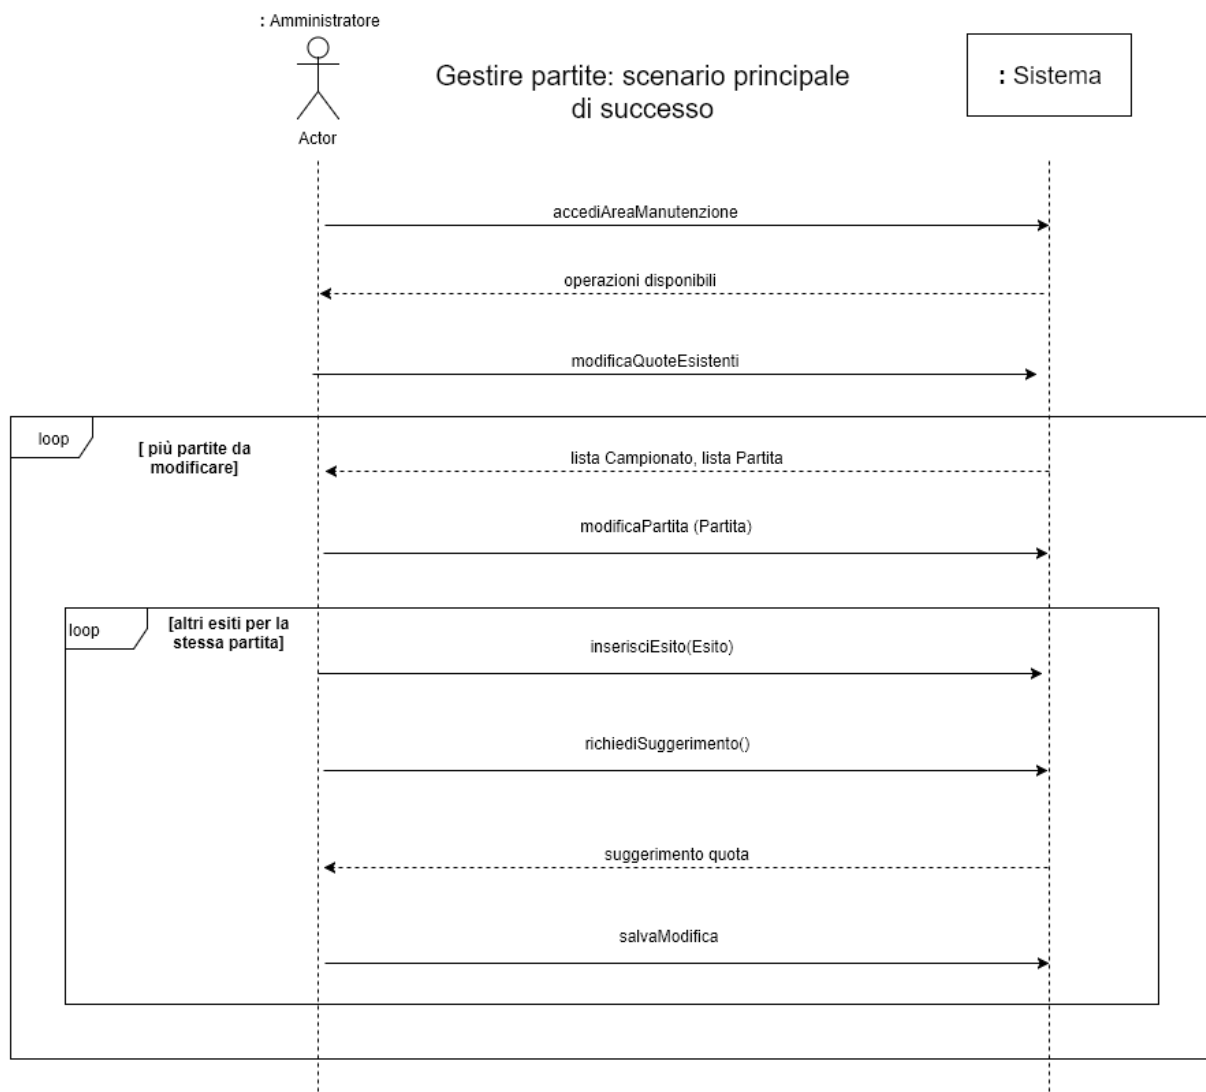 : Amministratore
Actor
Gestire partite: scenario principale
di successo
: Sistema
accediAreaManutenzione
operazioni disponibili
modificaQuoteEsistenti
loop
[ più partite da
modificare]
lista Campionato, lista Partita
modificaPartita (Partita)
loop
[altri esiti per la
stessa partita]
inserisciEsito(Esito)
richiediSuggerimento()
suggerimento quota
salvaModifica